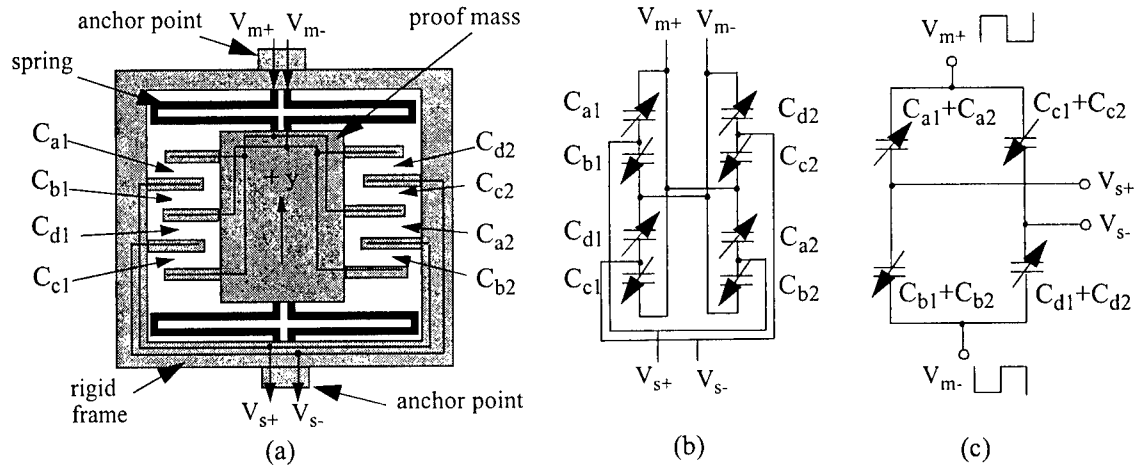 anchor point
V_m+ V_m-
proof mass
spring
C_a1
C_b1
C_d1
C_c1
+ y
C_d2
C_c2
C_a2
C_b2
rigid
frame
V_s+ V_s-
anchor point
(a)
V_m+ V_m-
C_a1
C_b1
C_d1
C_c1
C_d2
C_c2
C_a2
C_b2
V_s+ V_s-
(b)
V_m+
C_a1+C_a2
C_c1+C_c2
V_s+
V_s-
C_b1+C_b2
C_d1+C_d2
V_m-
(c)